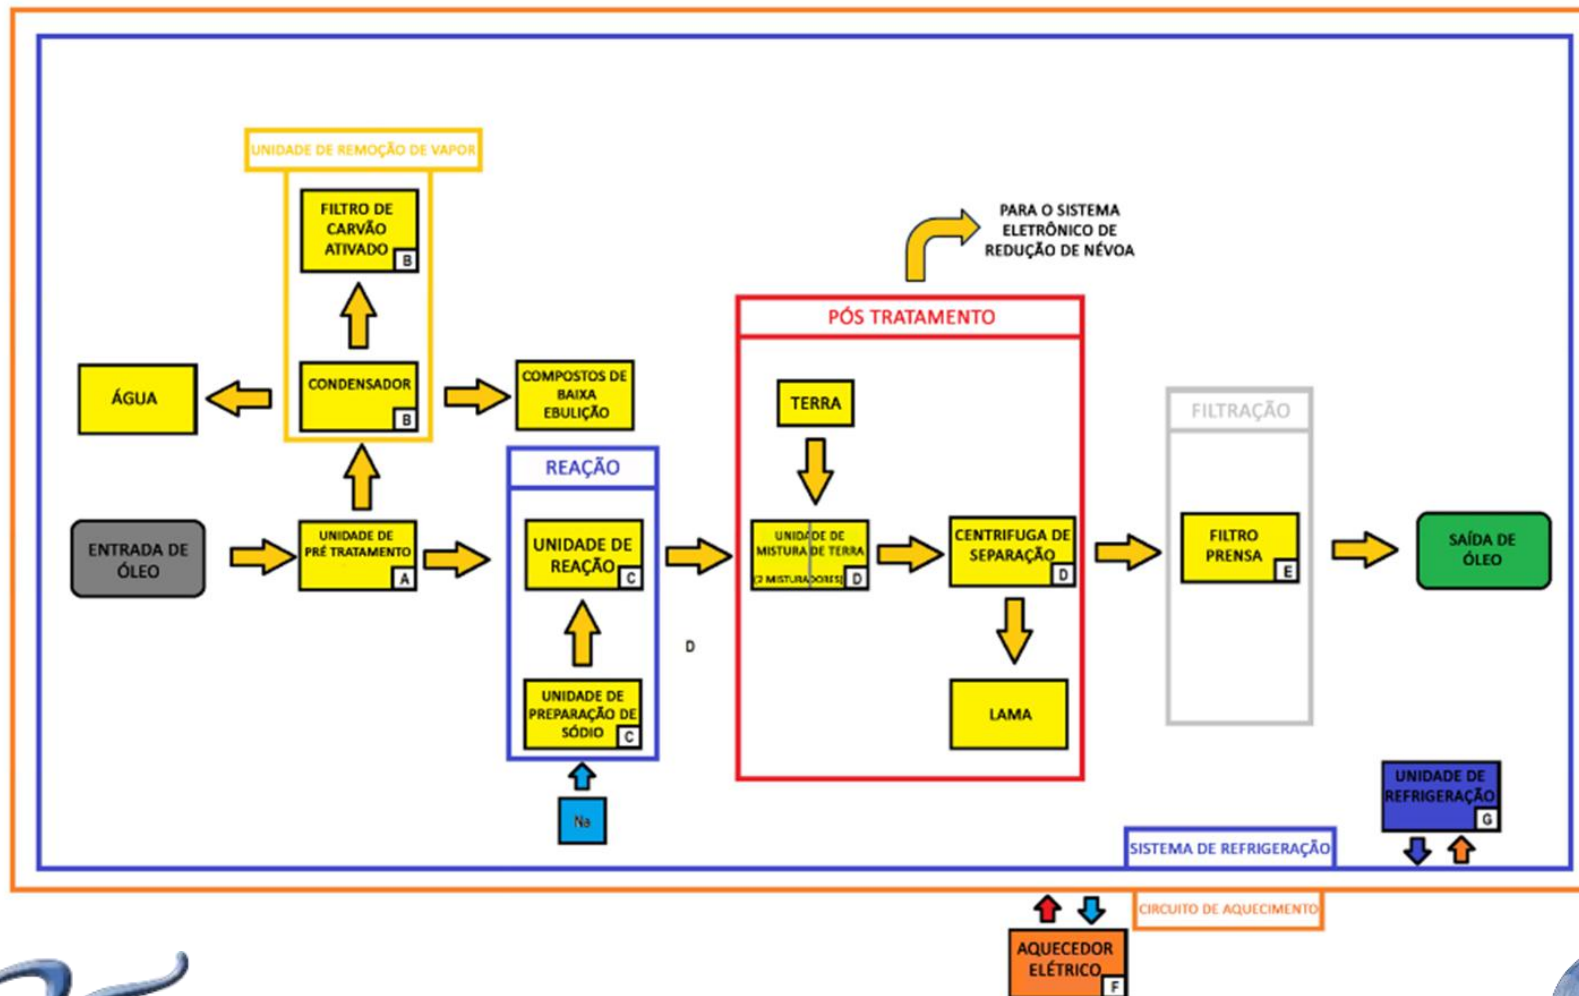 UNIDADE DE REMOÇÃO DE VAPOR
FILTRO DE
CARVÃO
ATIVADO
B
PARA O SISTEMA
ELETRÔNICO DE
REDUÇÃO DE NÉVOA
PÓS TRATAMENTO
ÁGUA
CONDENSADOR
B
COMPOSTOS DE
BAIXA
EBULIÇÃO
TERRA
FILTRAÇÃO
REAÇÃO
ENTRADA DE
ÓLEO
UNIDADE DE
PRÉ TRATAMENTO
A
UNIDADE DE
REAÇÃO
C
UNIDADE DE
MISTURA DE TERRA
(2 MISTURADORES)
D
CENTRIFUGA DE
SEPARAÇÃO
D
FILTRO
PRENSA
E
SAÍDA DE
ÓLEO
D
UNIDADE DE
PREPARAÇÃO DE
SÓDIO
C
LAMA
Na
UNIDADE DE
REFRIGERAÇÃO
G
SISTEMA DE REFRIGERAÇÃO
CIRCUITO DE AQUECIMENTO
AQUECEDOR
ELÉTRICO
F